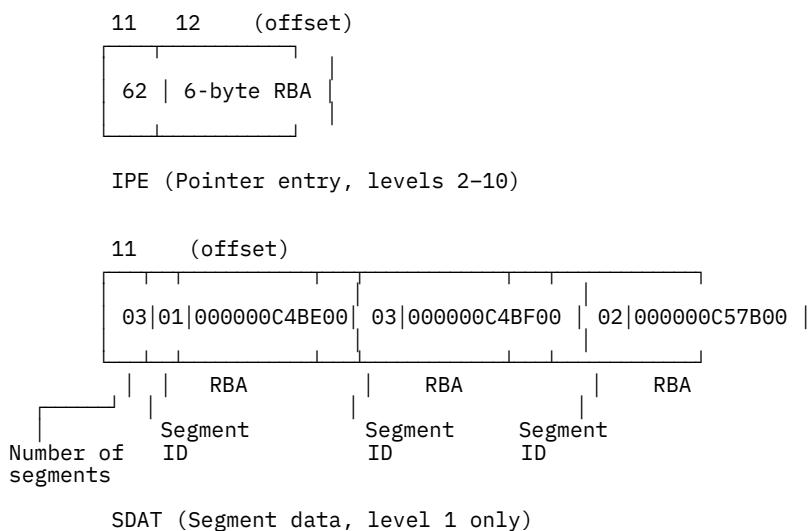 11 12 (offset)
62 | 6-byte RBA
IPE (Pointer entry, levels 2–10)
11 (offset)
03|01|000000C4BE00| 03|000000C4BF00 | 02|000000C57B00 |
RBA RBA RBA
Segment Segment Segment
Number of ID ID ID
segments
SDAT (Segment data, level 1 only)